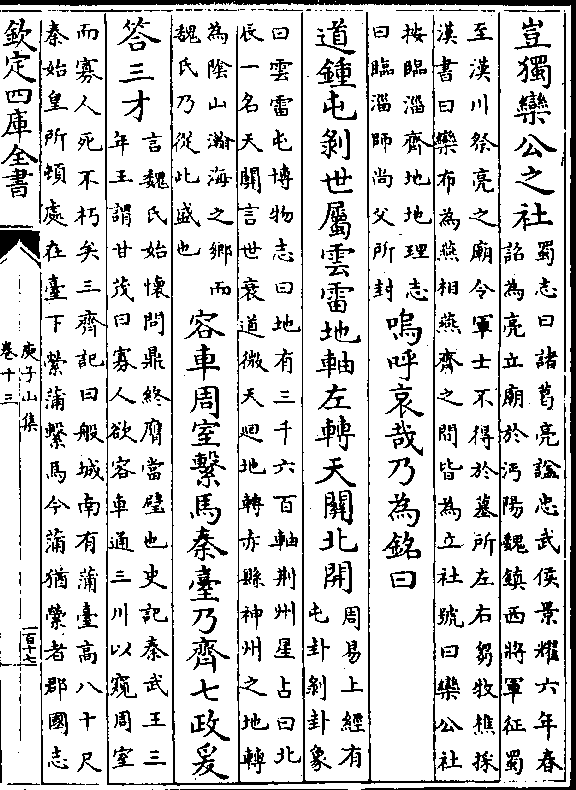 豈獨欒公之社
蜀志曰諸葛亮諡忠武侯景耀六年春
詔為亮立廟於沔陽魏鎮西將軍征蜀
至漢川祭亮之廟令軍士不得於墓所左右芻牧樵採
漢書曰欒布為燕相燕齊之間皆為立社號曰欒公社
按臨淄齊地地理志
曰臨淄師尚父所封
嗚呼哀哉乃為銘曰
道鍾屯剝世屬雲雷地軸左轉天關北開
周易上經有
屯卦剝卦象
曰雲雷屯博物志曰地有三千六百軸荆州星占曰北
辰一名天關言世衰道微天迴地轉亦縣神州之地轉
為陰山瀚海之鄉而
魏氏乃從此盛也
容車周室繫馬秦臺乃齊七政爰
答三才
言魏氏始懷問鼎終膺當璧也史記秦武王三
年王謂甘茂曰寡人欲容車通三川以窺周室
而寡人死不朽矣三齊記曰般城南有蒲臺高八十尺
秦始皇所頓處在臺下縈蒲繫馬今蒲猶縈者郡國志
欽定四庫全書
庾子山集
卷十三
一百十七